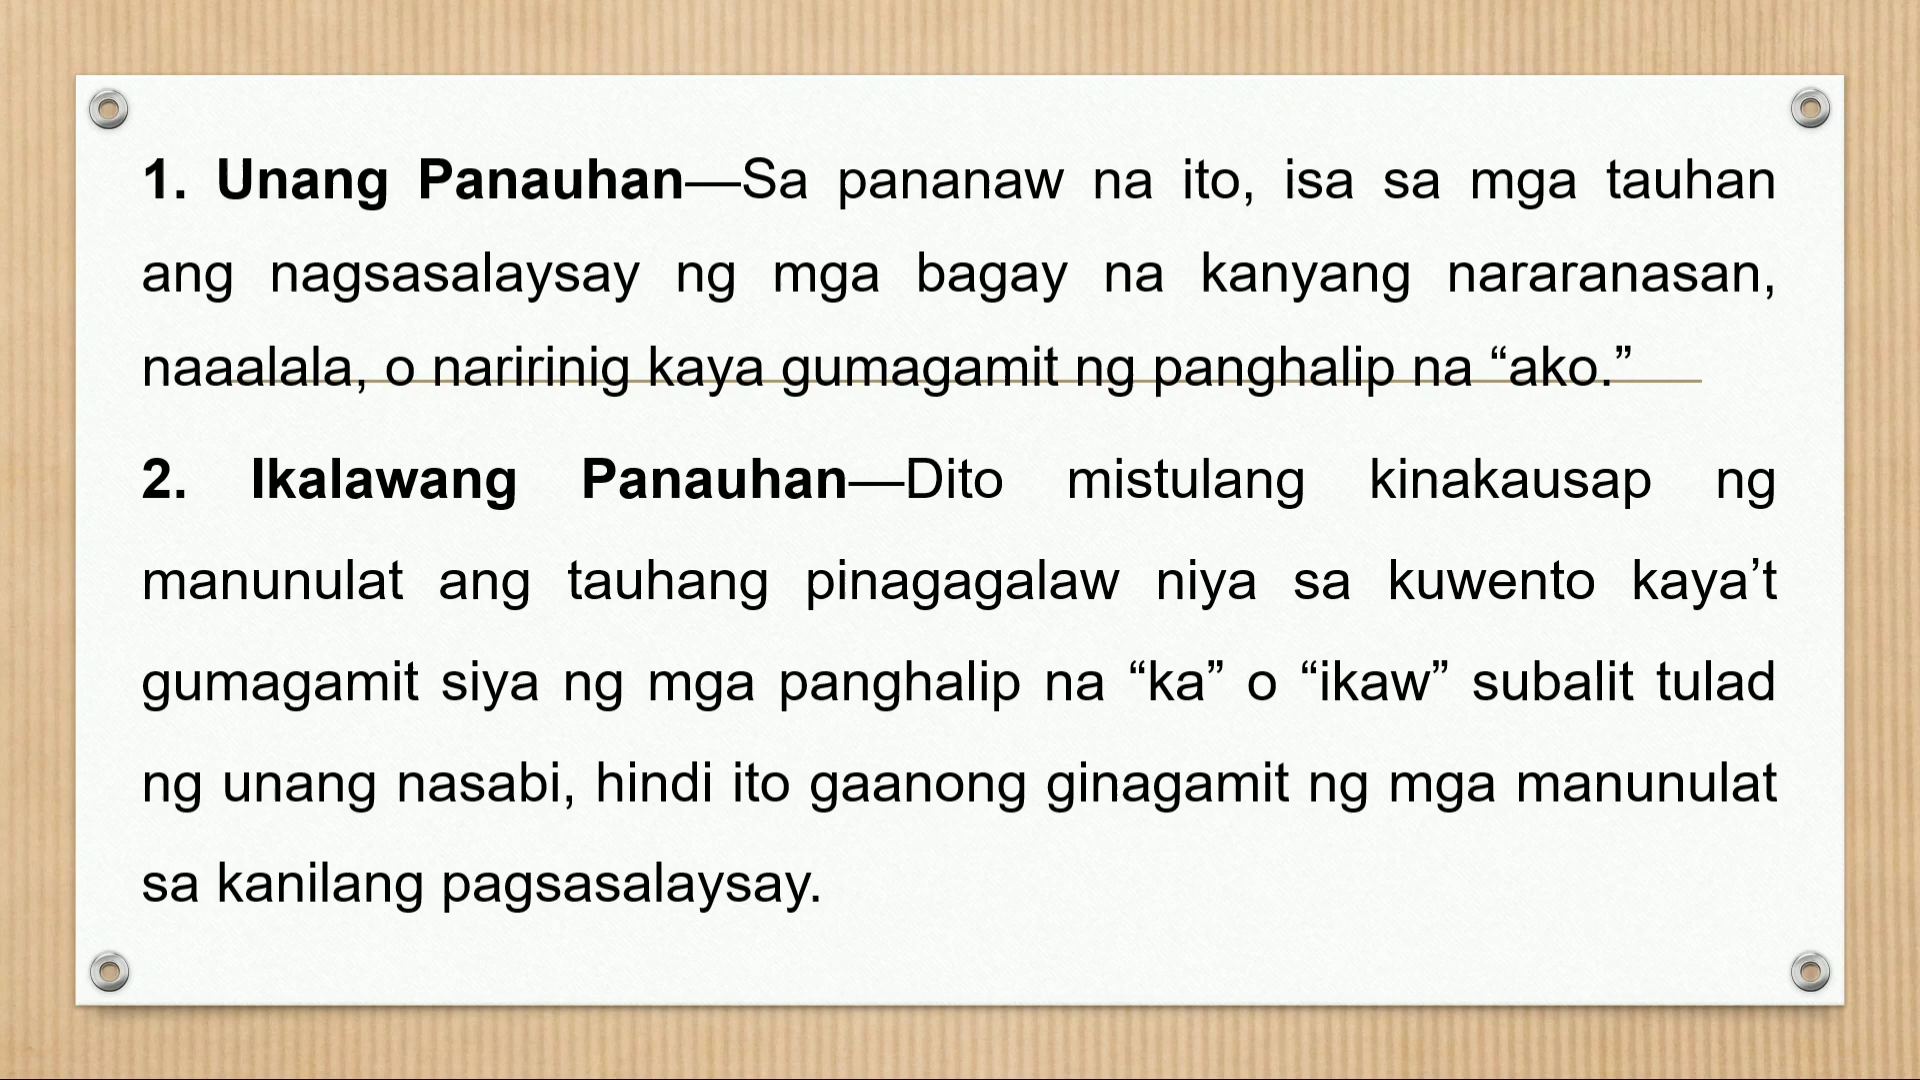 1. Unang Panauhan—Sa pananaw na ito, isa sa mga tauhan
ang nagsasalaysay ng mga bagay na kanyang nararanasan,
naaalala, o naririnig kaya gumagamit ng panghalip na “ako.”
2. Ikalawang Panauhan—Dito mistulang kinakausap ng
manunulat ang tauhang pinagagalaw niya sa kuwento kaya’t
gumagamit siya ng mga panghalip na “ka” o “ikaw” subalit tulad
ng unang nasabi, hindi ito gaanong ginagamit ng mga manunulat
sa kanilang pagsasalaysay.